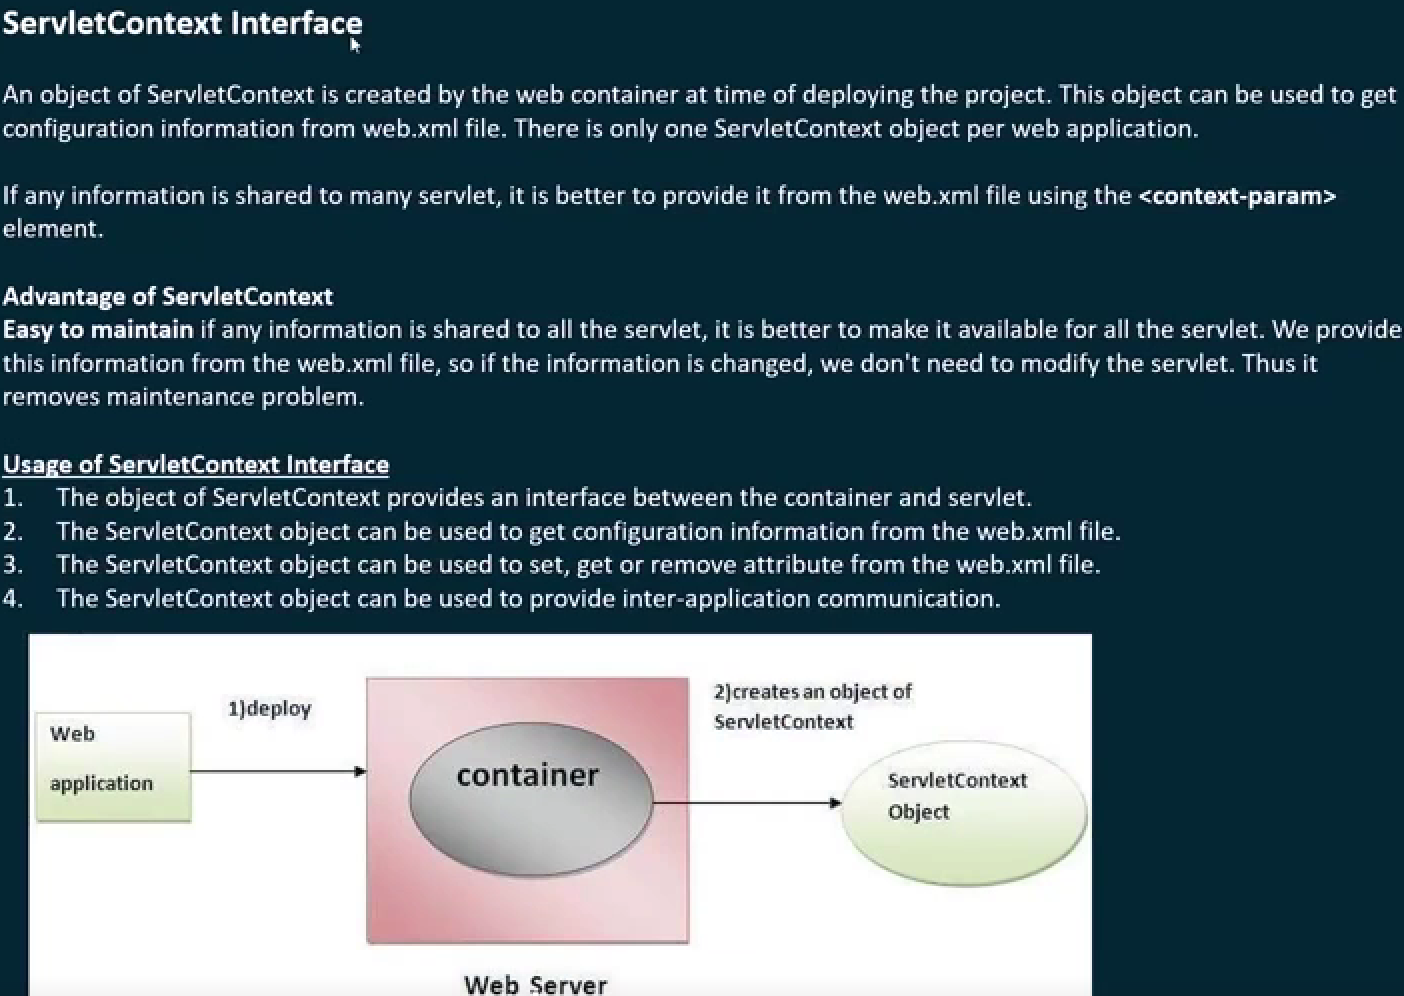 ServletContext Interface
An object of ServletContext is created by the web container at time of deploying the project. This object can be used to get
configuration information from web.xml file. There is only one ServletContext object per web application.
If any information is shared to many servlet, it is better to provide it from the web.xml file using the <context-param>
element.
Advantage of ServletContext
Easy to maintain if any information is shared to all the servlet, it is better to make it available for all the servlet. We provide
this information from the web.xml file, so if the information is changed, we don't need to modify the servlet. Thus it
removes maintenance problem.
Usage of ServletContext Interface
1. The object of ServletContext provides an interface between the container and servlet.
2. The ServletContext object can be used to get configuration information from the web.xml file.
3. The ServletContext object can be used to set, get or remove attribute from the web.xml file.
4. The ServletContext object can be used to provide inter-application communication.
Web
application
1)deploy
container
2)creates an object of
ServletContext
ServletContext
Object
Web Server